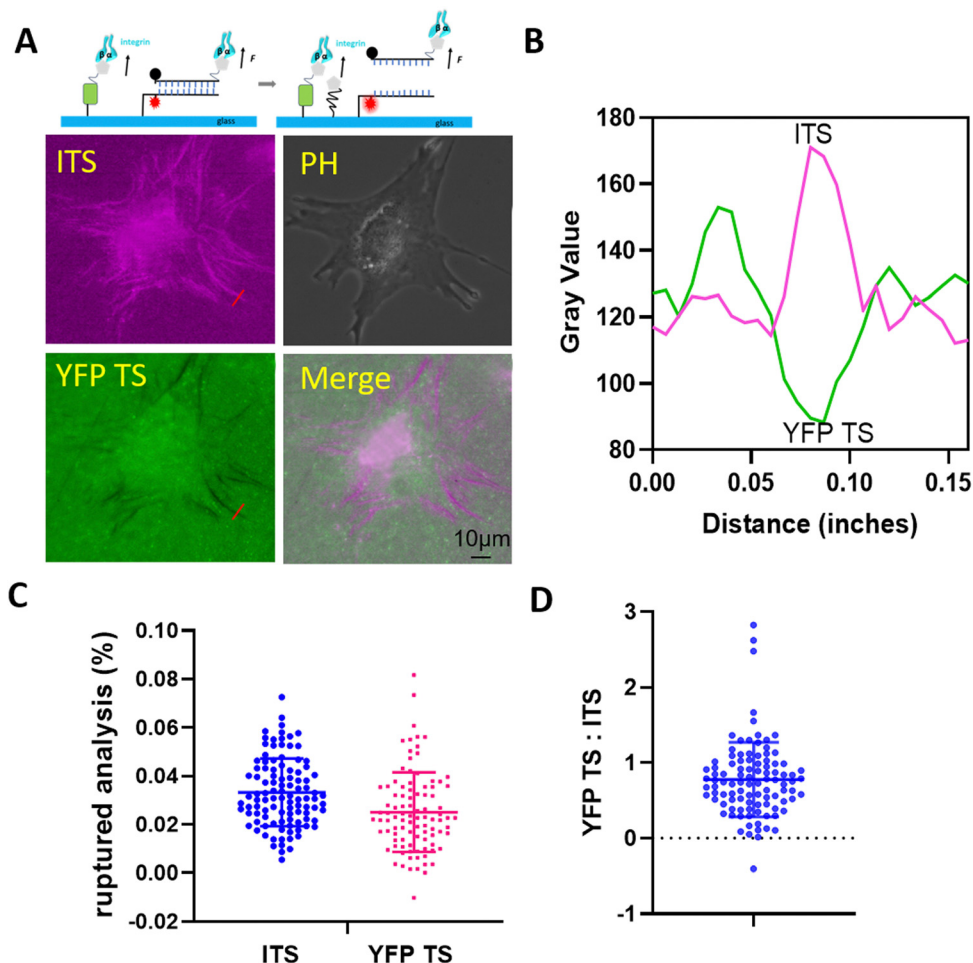 A
integrin
β α
β α
F
integrin
β α
β α
F
glass
glass
ITS
PH
YFP TS
Merge
10µm
B
180
160
140
120
100
80
Gray Value
ITS
YFP TS
0.00 0.05 0.10 0.15
Distance (inches)
C
0.10
0.08
0.06
0.04
0.02
0.00
-0.02
ruptured analysis (%)
ITS YFP TS
D
3
2
1
0
-1
YFP TS : ITS